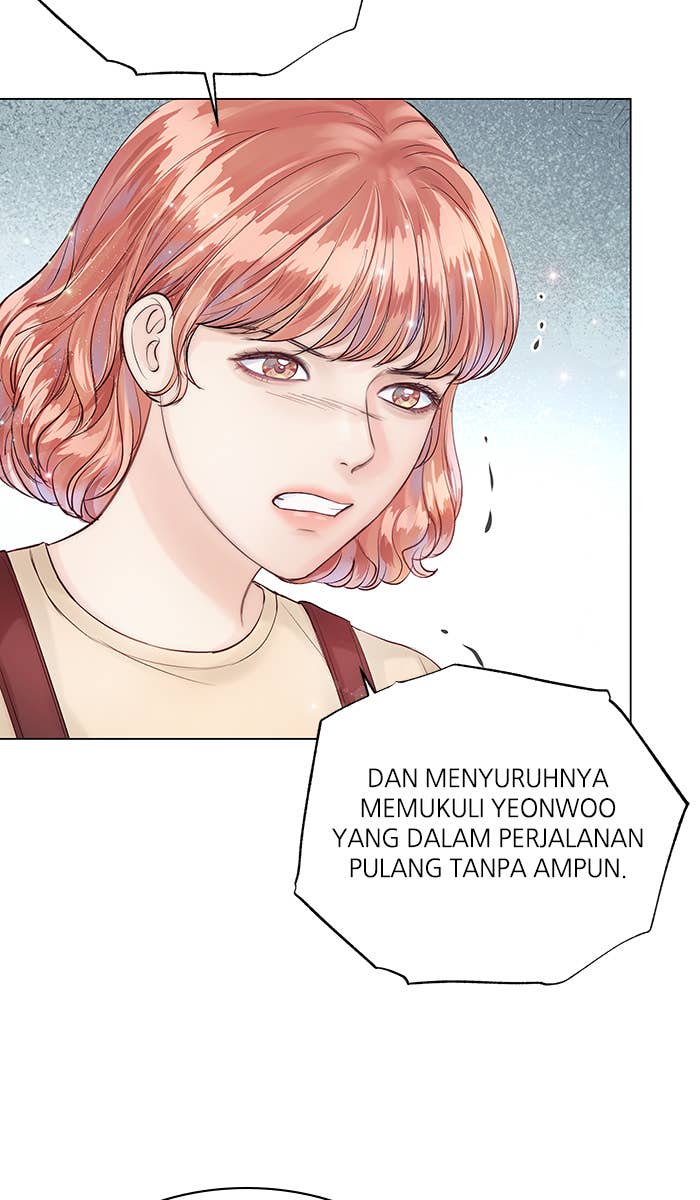 DAN MENYURUHNYA
MEMUKULI YEONWOO
YANG DALAM PERJALANAN
PULANG TANPA AMPUN.